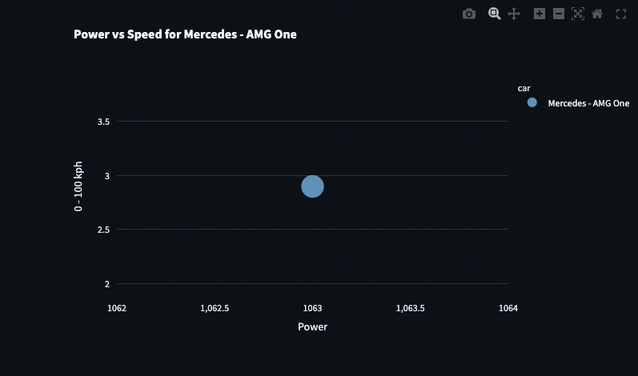 Power vs Speed for Mercedes - AMG One
car
Mercedes - AMG One
3.5
3
2.5
2
0 - 100 kph
1062
1,062.5
1063
1,063.5
1064
Power